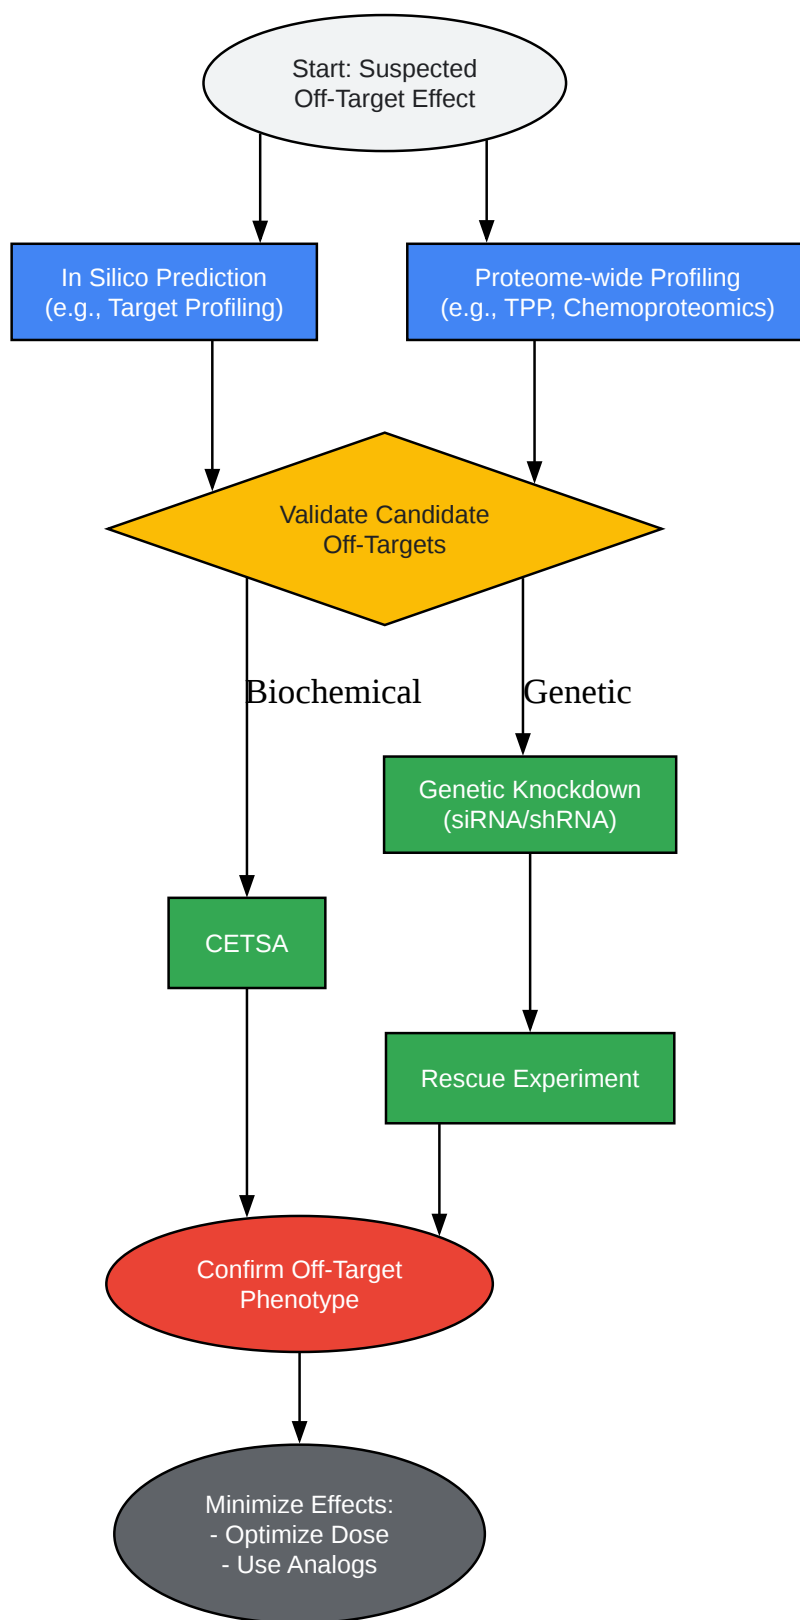 Start: Suspected
Off-Target Effect
In Silico Prediction
(e.g., Target Profiling)
Proteome-wide Profiling
(e.g., TPP, Chemoproteomics)
Validate Candidate
Off-Targets
Biochemical
Genetic
Genetic Knockdown
(siRNA/shRNA)
CETSA
Rescue Experiment
Confirm Off-Target
Phenotype
Minimize Effects:
- Optimize Dose
- Use Analogs